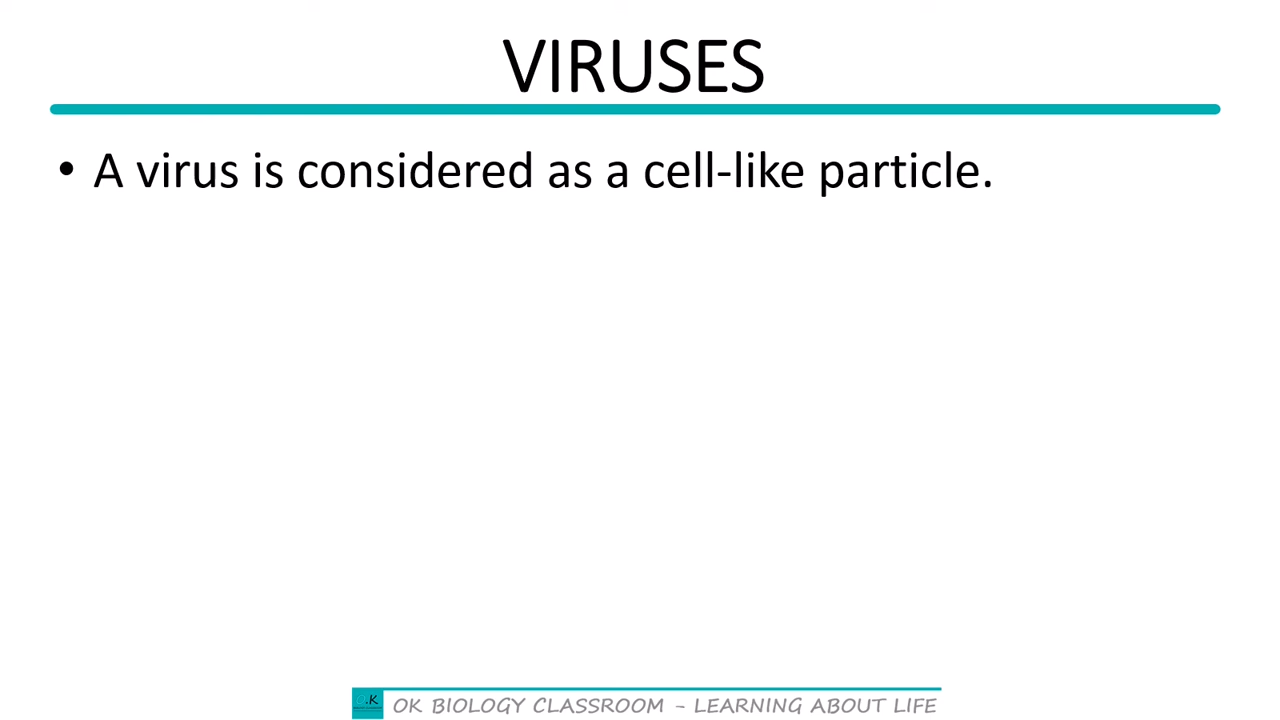 VIRUSES
• A virus is considered as a cell-like particle.
O.K
OK BIOLOGY CLASSROOM - LEARNING ABOUT LIFE